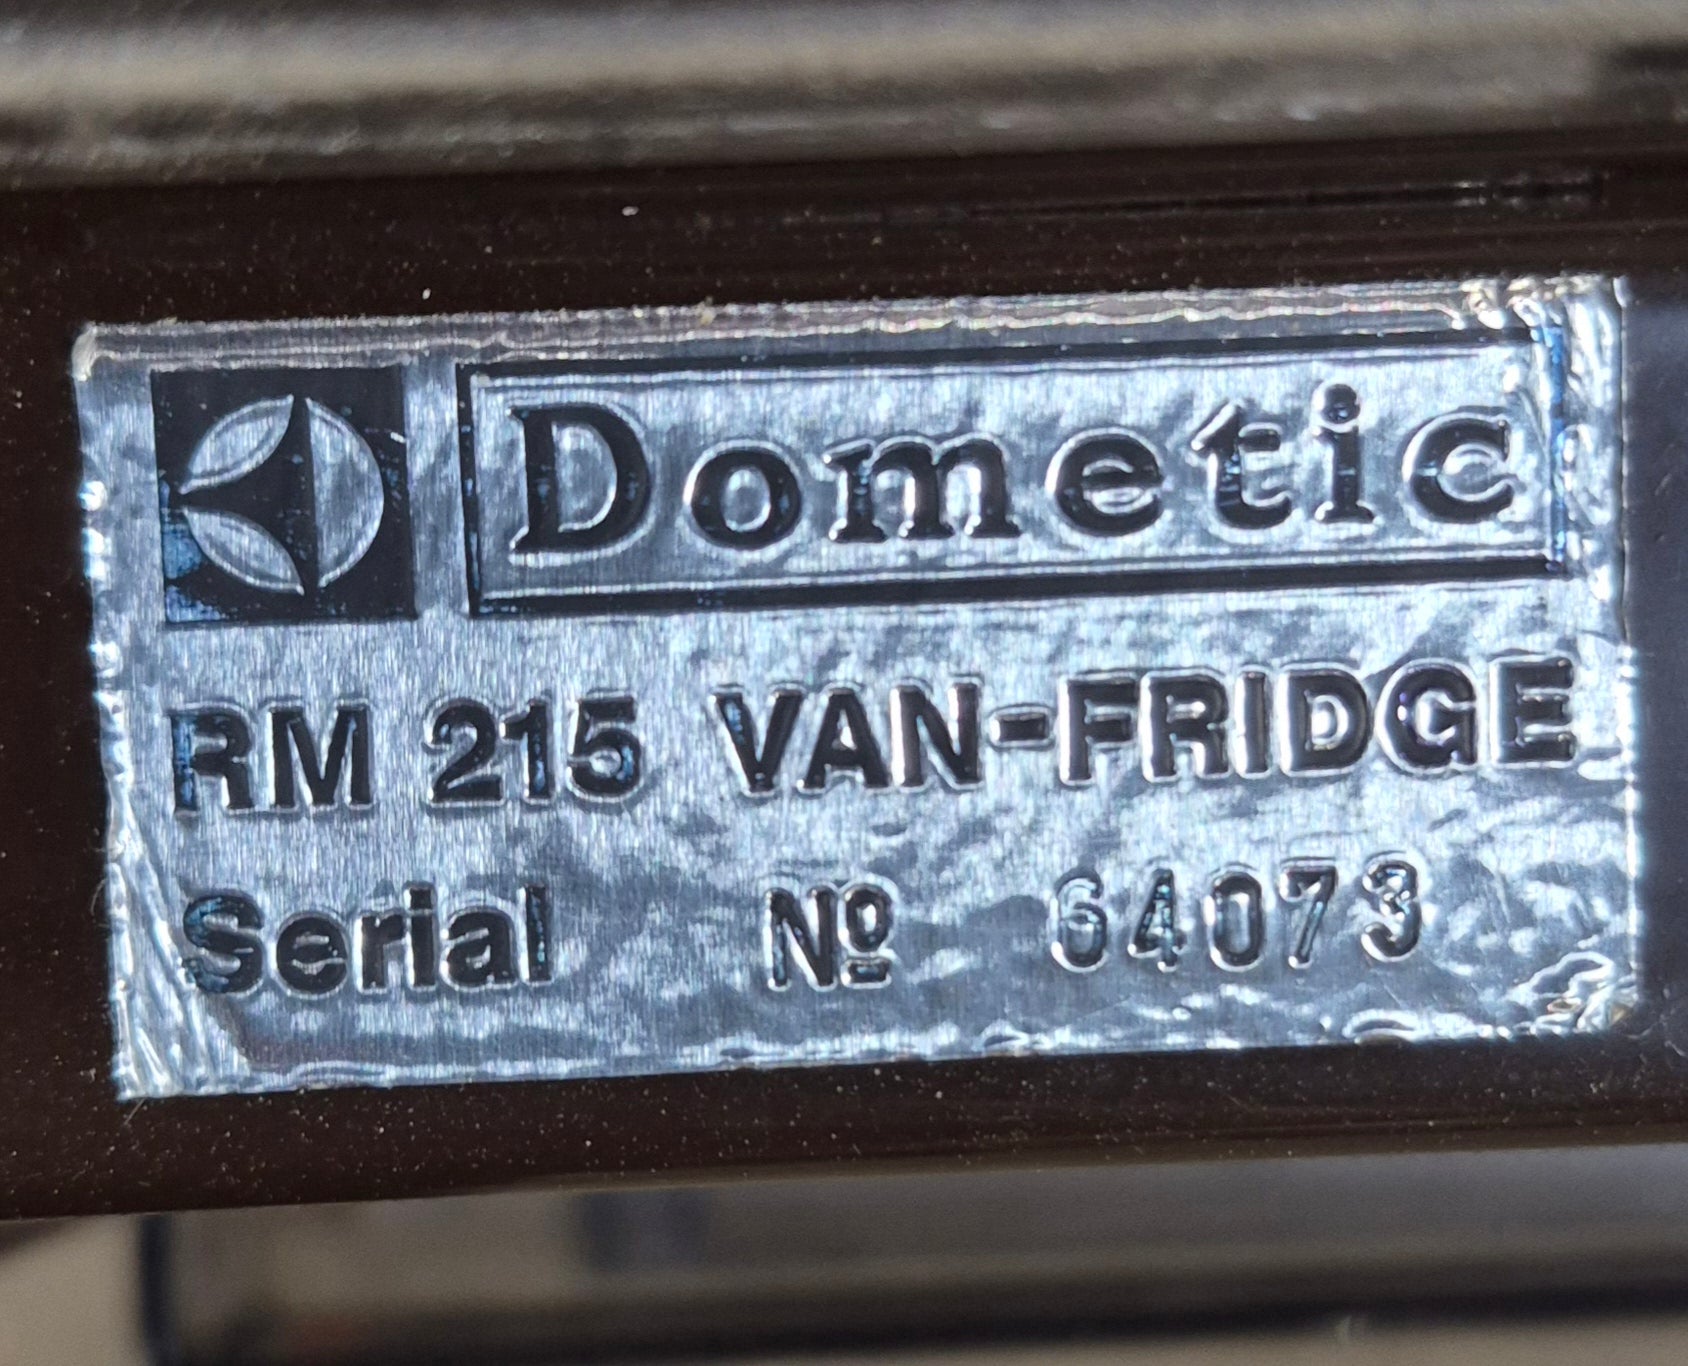 Dometic
RM 215 VAN-FRIDGE
Serial Nº 64073